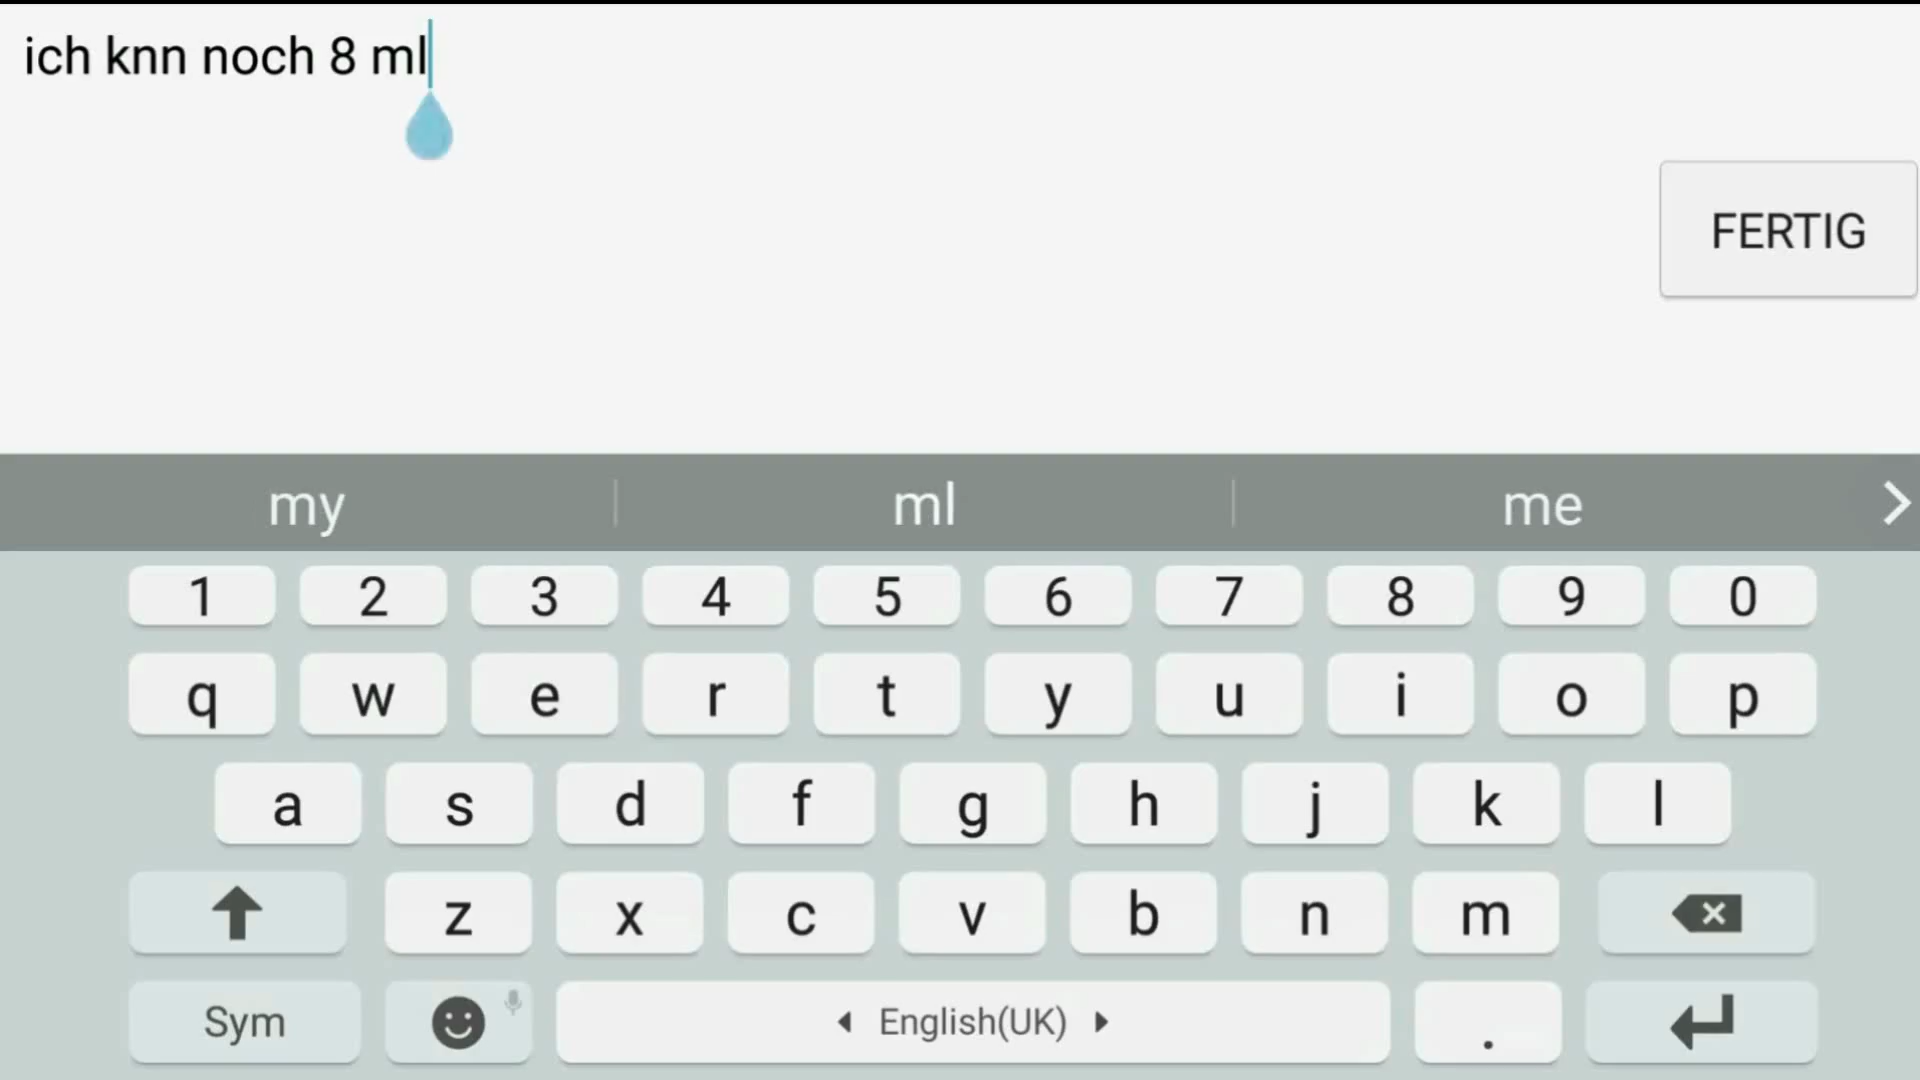 ich knn noch 8 ml
FERTIG
my ml me
1 2 3 4 5 6 7 8 9 0
q w e r t y u i o p
a s d f g h j k l
z x c v b n m
Sym English(UK) .